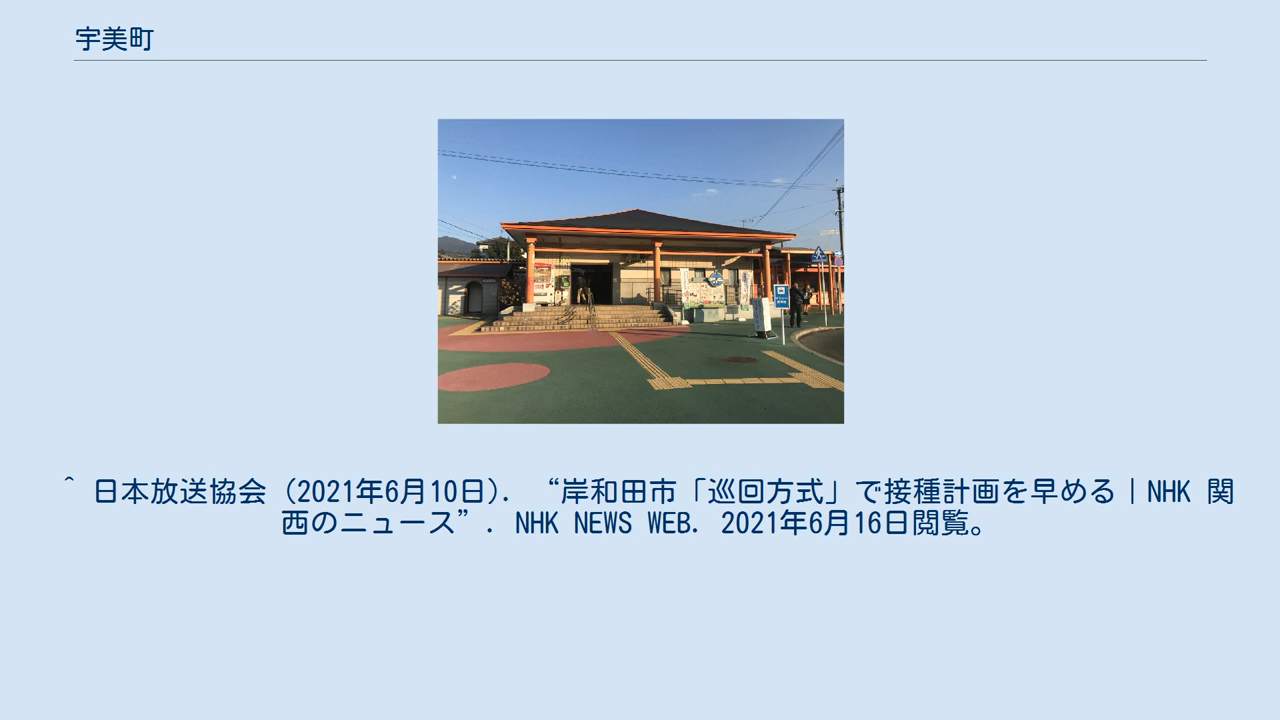 宇美町
^ 日本放送協会 (2021年6月10日). “岸和田市「巡回方式」で接種計画を早める｜NHK 関
西のニュース”. NHK NEWS WEB. 2021年6月16日閲覧。